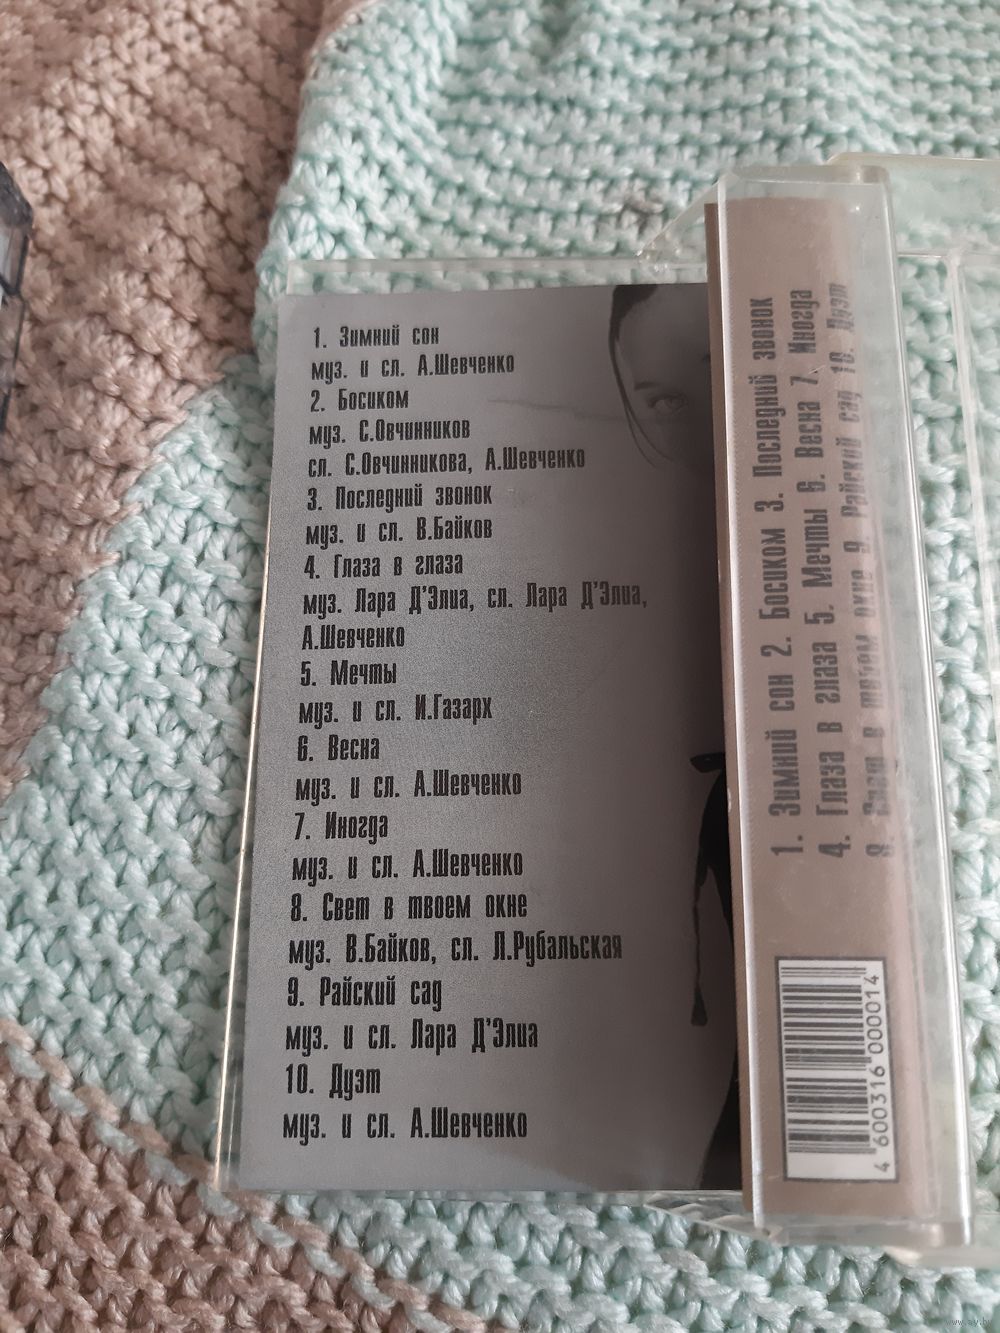 1. Зимний сон
муз. и сл. А.Шевченко
2. Босиком
муз. С.Овчинников
сл. С.Овчинникова, А.Шевченко
3. Последний звонок
муз. и сл. В.Байков
4. Глаза в глаза
муз. Лара Д'Элиа, сл. Лара Д'Элиа,
А.Шевченко
5. Мечты
муз. и сл. И.Газарх
6. Весна
муз. и сл. А.Шевченко
7. Иногда
муз. и сл. А.Шевченко
8. Свет в твоем окне
муз. В.Байков, сл. Л.Рубальская
9. Райский сад
муз. и сл. Лара Д'Элиа
10. Дуэт
муз. и сл. А.Шевченко
1. Зимний сон 2. Босиком 3. Последний звонок
4. Глаза в глаза 5. Мечты 6. Весна 7. Иногда
8. Свет в твоем окне 9. Райский сад 10. Дуэт
4 600316 000014